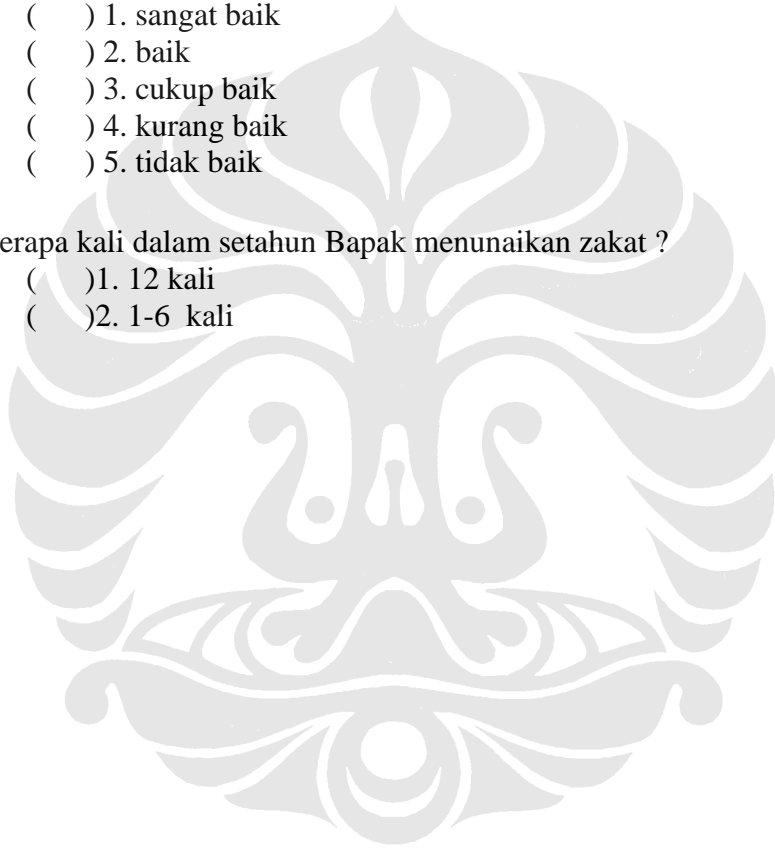 ( ) 1. sangat baik
( ) 2. baik
( ) 3. cukup baik
( ) 4. kurang baik
( ) 5. tidak baik
erapa kali dalam setahun Bapak menunaikan zakat ?
( )1. 12 kali
( )2. 1-6 kali